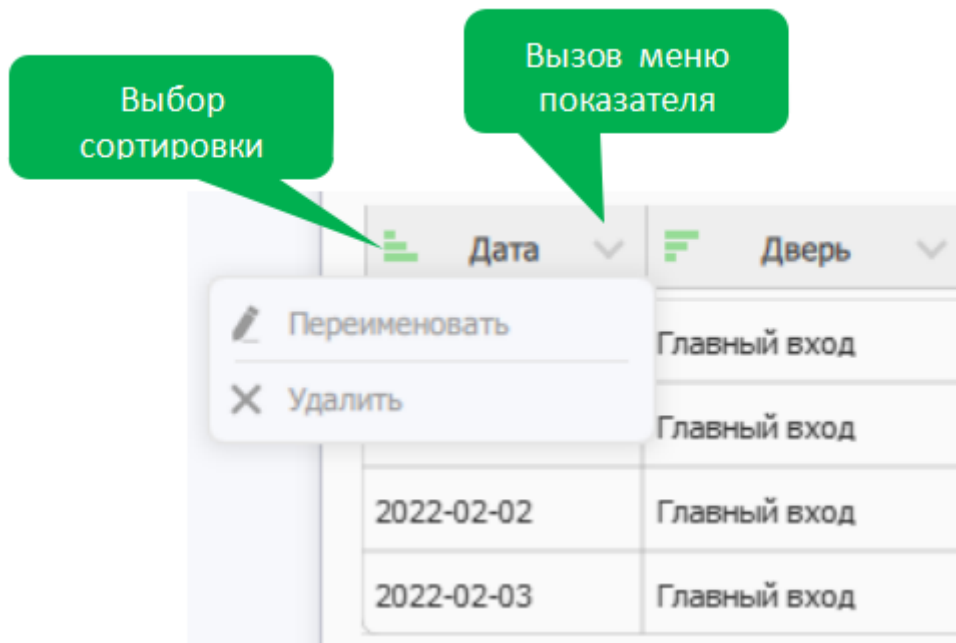 Вызов меню
показателя
Выбор
сортировки
Дата
Дверь
Переименовать
Главный вход
Удалить
Главный вход
2022-02-02
Главный вход
2022-02-03
Главный вход